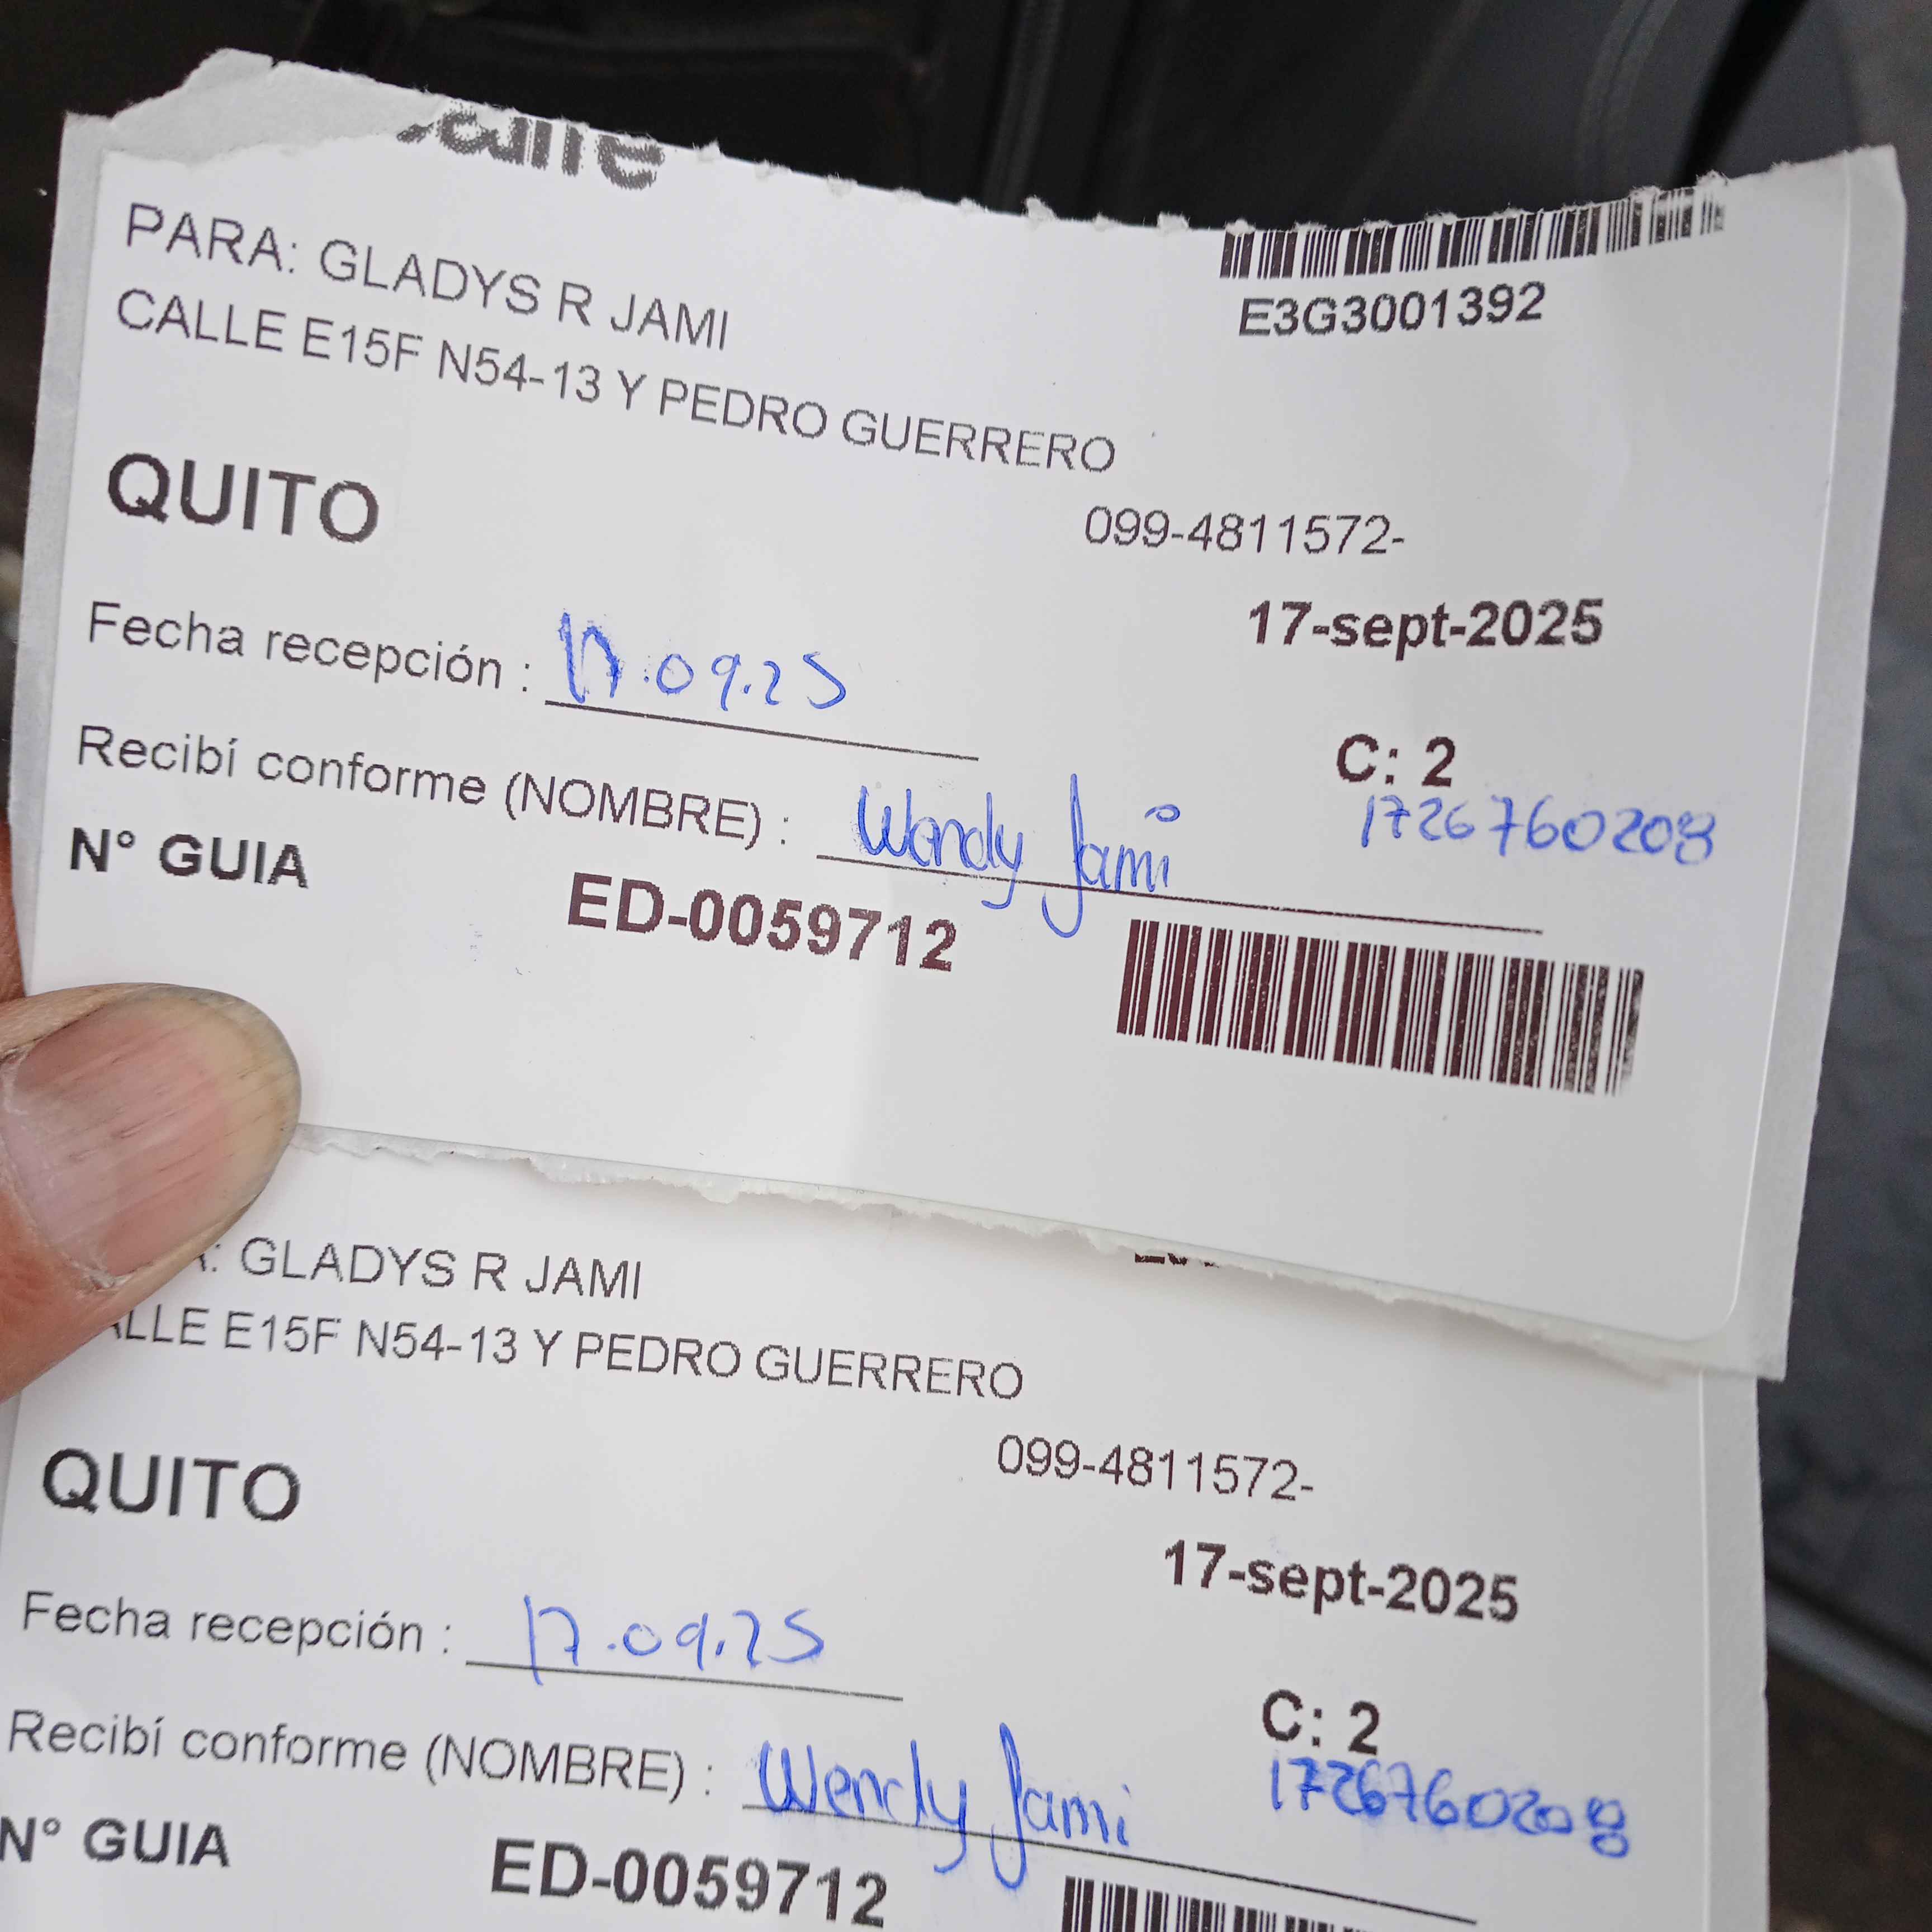 PARA: GLADYS R JAMI
E3G3001392
CALLE E15F N54-13 Y PEDRO GUERRERO
QUITO
099-4811572-
17-sept-2025
Fecha recepción : 17.09.25
C: 2
Recibí conforme (NOMBRE) : Wendy Jami 1726760208
N° GUIA ED-0059712
GLADYS R JAMI
E15F N54-13 Y PEDRO GUERRERO
QUITO
099-4811572-
17-sept-2025
Fecha recepción : 17.09.25
C: 2
Recibí conforme (NOMBRE) : Wendy Jami 1726760208
N° GUIA ED-0059712